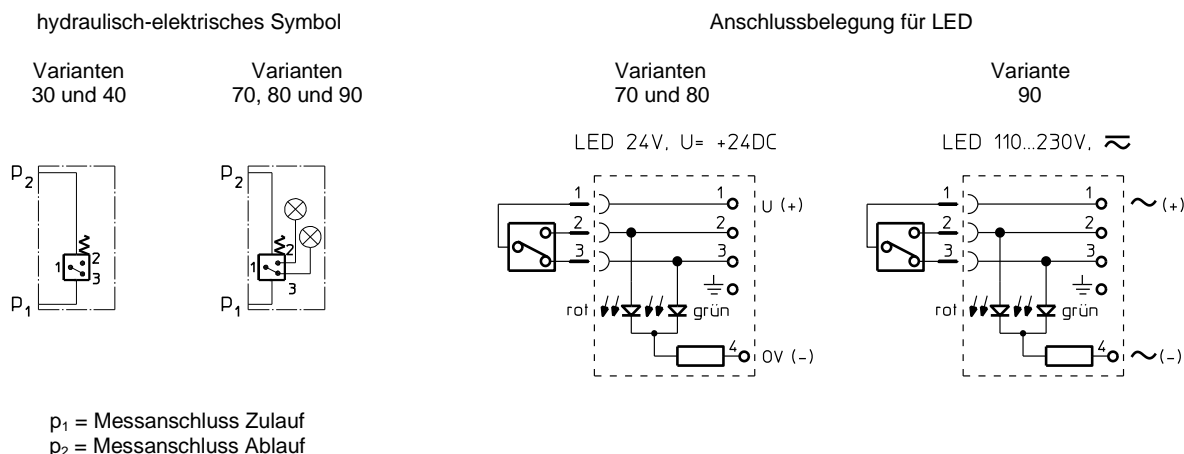 hydraulisch-elektrisches Symbol
Anschlussbelegung für LED
Varianten
30 und 40
Varianten
70, 80 und 90
Varianten
70 und 80
Variante
90
LED 24V, U= +24DC
LED 110...230V,
p2
p1
1
2
3
p2
p1
1
2
3
1
2
3
1
2
3
U (+)
rot
grün
4
0V (-)
1
2
3
1
2
3
~ (+)
rot
grün
4
~ (-)
p₁ = Messanschluss Zulauf
p₂ = Messanschluss Ablauf